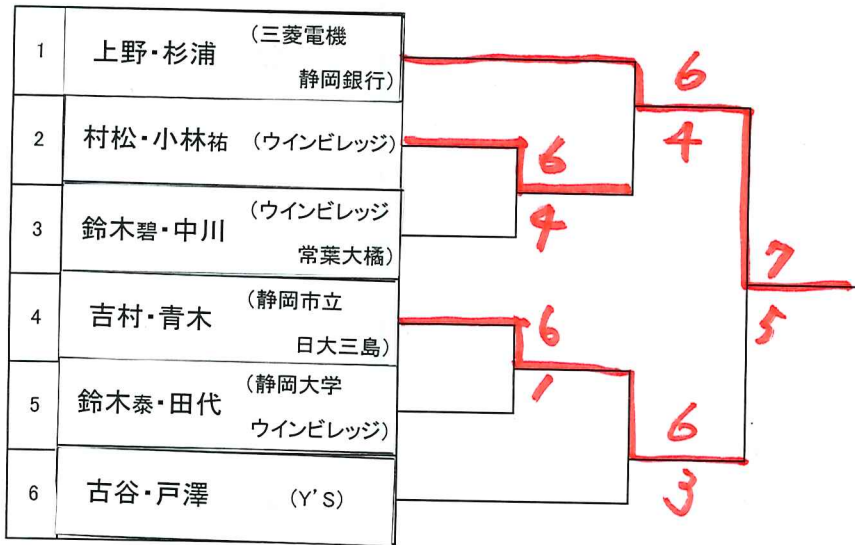 1 上野・杉浦 (三菱電機
静岡銀行)
2 村松・小林祐 (ウインビレッジ)
3 鈴木碧・中川 (ウインビレッジ
常葉大橘)
4 吉村・青木 (静岡市立
日大三島)
5 鈴木泰・田代 (静岡大学
ウインビレッジ)
6 古谷・戸澤 (Y'S)
6
4
6
4
7
5
6
1
6
3